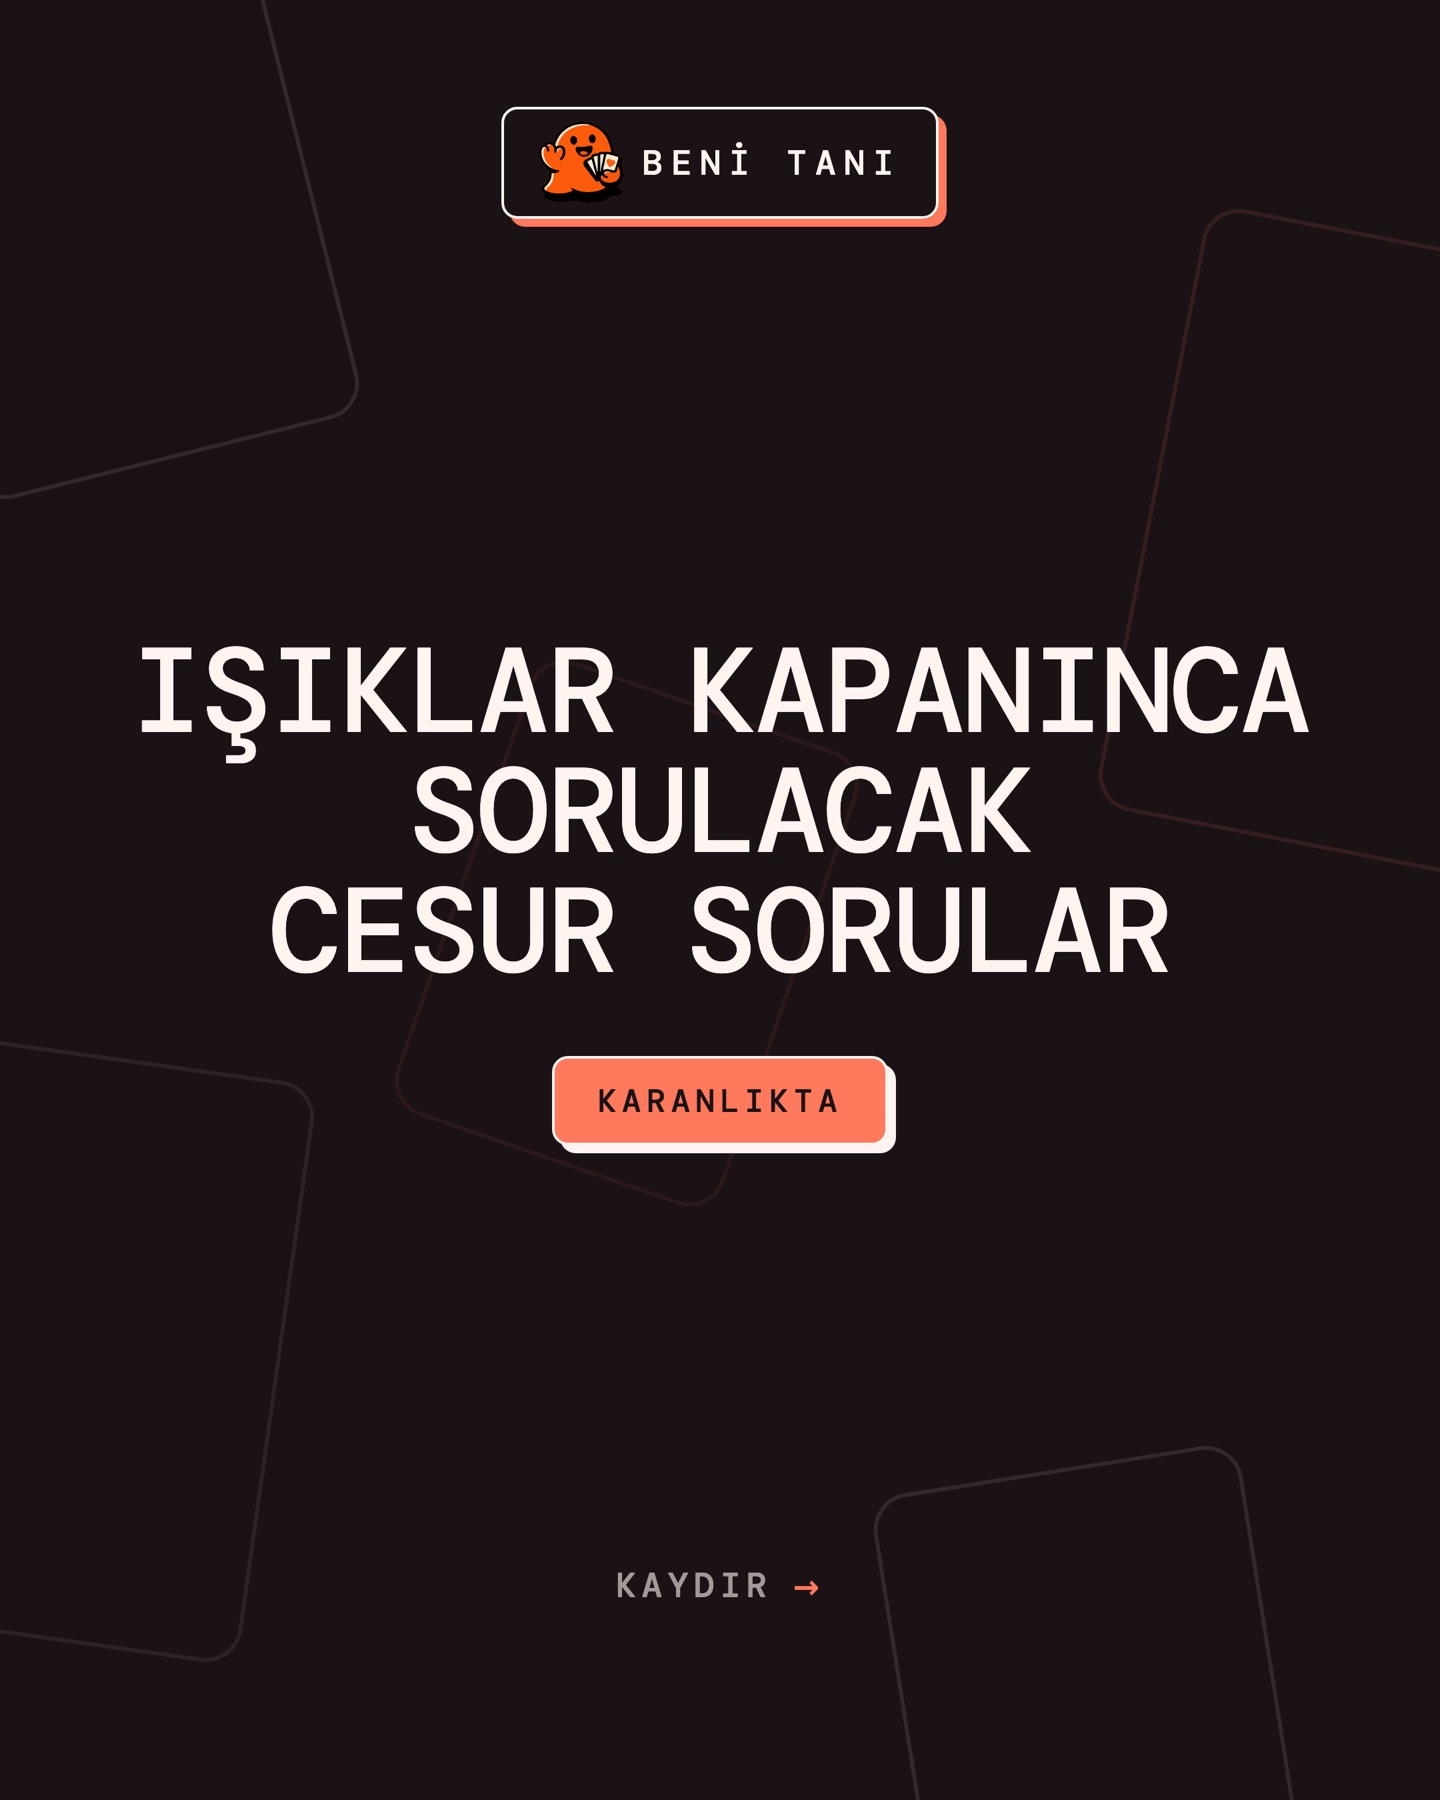 BENİ TANI
IŞIKLAR KAPANINCA
SORULACAK
CESUR SORULAR
KARANLIKTA
KAYDIR →